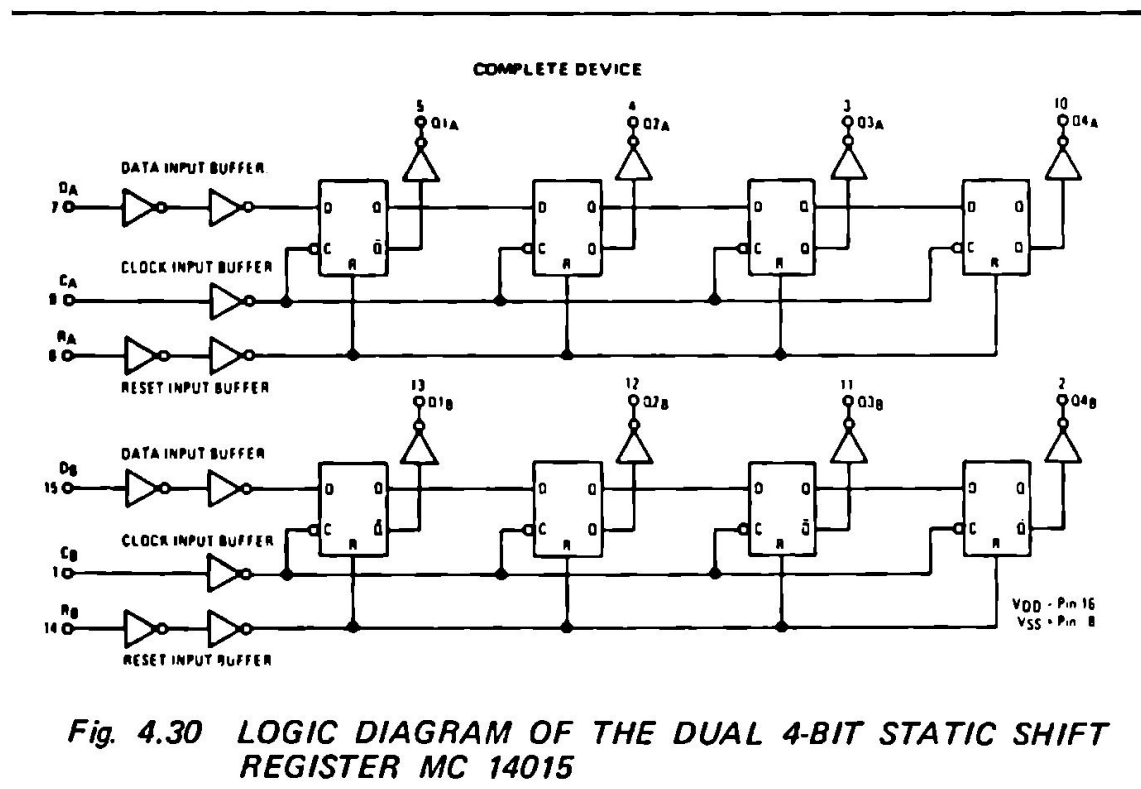 COMPLETE DEVICE
5 Q1A
4 Q2A
3 Q3A
10 Q4A
DATA INPUT BUFFER
DA
7
D Q
D Q
D Q
D Q
C Q̄
C Q
C Q
C Q
R
R
R
R
CLOCK INPUT BUFFER
CA
9
RA
6
RESET INPUT BUFFER
13 Q1B
12 Q2B
11 Q3B
2 Q4B
DATA INPUT BUFFER
DB
15
D Q
D Q
D Q
D Q
C Q̄
C Q
C Q̄
C Q
R
R
R
R
CLOCK INPUT BUFFER
CB
1
RB
14
RESET INPUT BUFFER
VDD = Pin 16
VSS = Pin 8
Fig. 4.30 LOGIC DIAGRAM OF THE DUAL 4-BIT STATIC SHIFT
REGISTER MC 14015